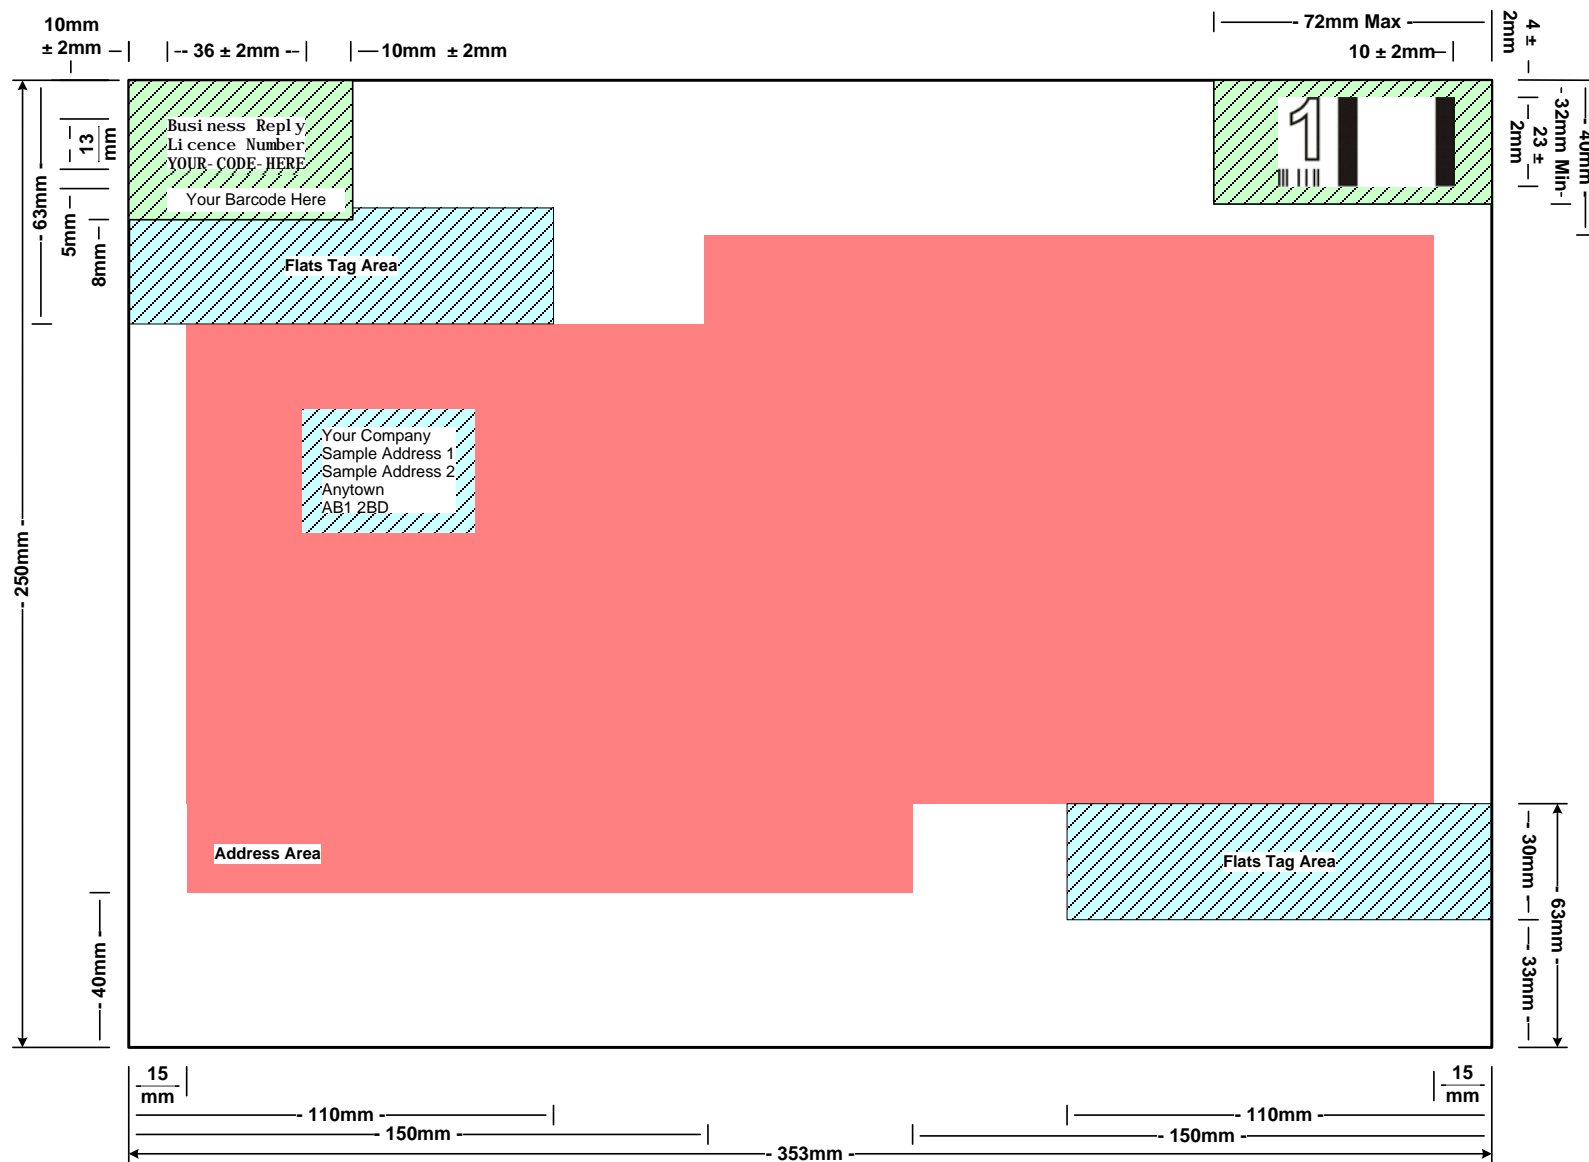 10mm
± 2mm
- 36 ± 2mm -
10mm ± 2mm
- 72mm Max -
10 ± 2mm
4 ±
2mm
- 32mm Min-
- 40mm-
23 ±
2mm
1
Business Reply
Licence Number
YOUR-CODE-HERE
Your Barcode Here
13
mm
- 63mm-
5mm
8mm
Flats Tag Area
Your Company
Sample Address 1
Sample Address 2
Anytown
AB1 2BD
- 250mm-
Address Area
Flats Tag Area
- 30mm-
- 63mm-
- 33mm-
- 40mm-
15
mm
15
mm
- 110mm -
- 110mm -
- 150mm -
- 150mm -
- 353mm -